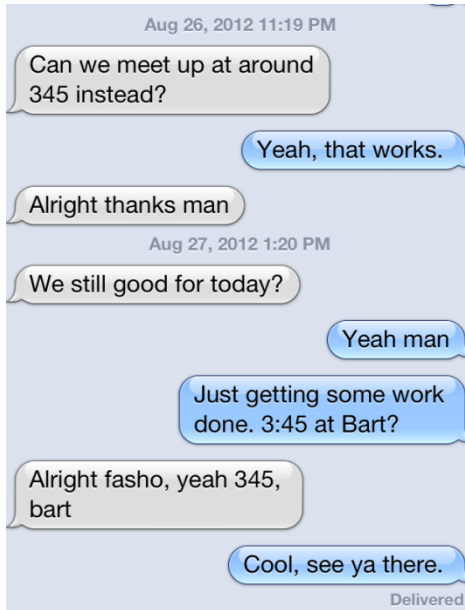 Aug 26, 2012 11:19 PM
Can we meet up at around
345 instead?
Yeah, that works.
Alright thanks man
Aug 27, 2012 1:20 PM
We still good for today?
Yeah man
Just getting some work
done. 3:45 at Bart?
Alright fasho, yeah 345,
bart
Cool, see ya there.
Delivered